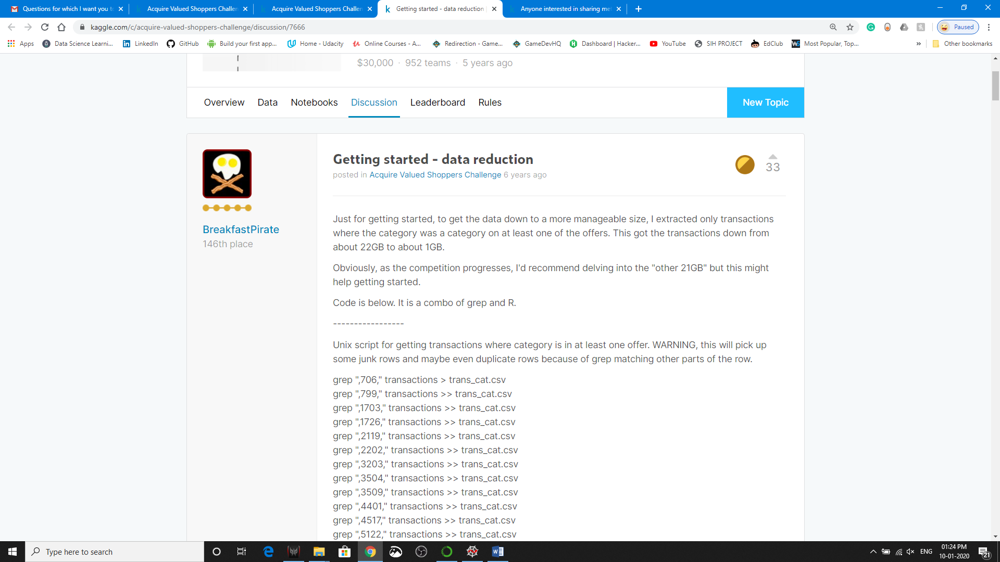 Questions for which I want you t
Acquire Valued Shoppers Challen
Acquire Valued Shoppers Challen
Getting started - data reduction
Anyone interested in sharing me
kaggle.com/c/acquire-valued-shoppers-challenge/discussion/7666
Paused
Apps
Data Science Learni...
LinkedIn
GitHub
Build your first app...
Home - Udacity
Online Courses - A...
Redirection - Game...
GameDevHQ
Dashboard | Hacker...
YouTube
SIH PROJECT
EdClub
Most Popular, Top...
»
Other bookmarks
$30,000 · 952 teams · 5 years ago
Overview
Data
Notebooks
Discussion
Leaderboard
Rules
New Topic
BreakfastPirate
146th place
Getting started - data reduction
33
posted in Acquire Valued Shoppers Challenge 6 years ago
Just for getting started, to get the data down to a more manageable size, I extracted only transactions
where the category was a category on at least one of the offers. This got the transactions down from
about 22GB to about 1GB.
Obviously, as the competition progresses, I'd recommend delving into the "other 21GB" but this might
help getting started.
Code is below. It is a combo of grep and R.
-----------------
Unix script for getting transactions where category is in at least one offer. WARNING, this will pick up
some junk rows and maybe even duplicate rows because of grep matching other parts of the row.
grep ",706," transactions > trans_cat.csv
grep ",799," transactions >> trans_cat.csv
grep ",1703," transactions >> trans_cat.csv
grep ",1726," transactions >> trans_cat.csv
grep ",2119," transactions >> trans_cat.csv
grep ",2202," transactions >> trans_cat.csv
grep ",3203," transactions >> trans_cat.csv
grep ",3504," transactions >> trans_cat.csv
grep ",3509," transactions >> trans_cat.csv
grep ",4401," transactions >> trans_cat.csv
grep ",4517," transactions >> trans_cat.csv
grep ",5122," transactions >> trans_cat.csv
Type here to search
ENG
01:24 PM
10-01-2020
21